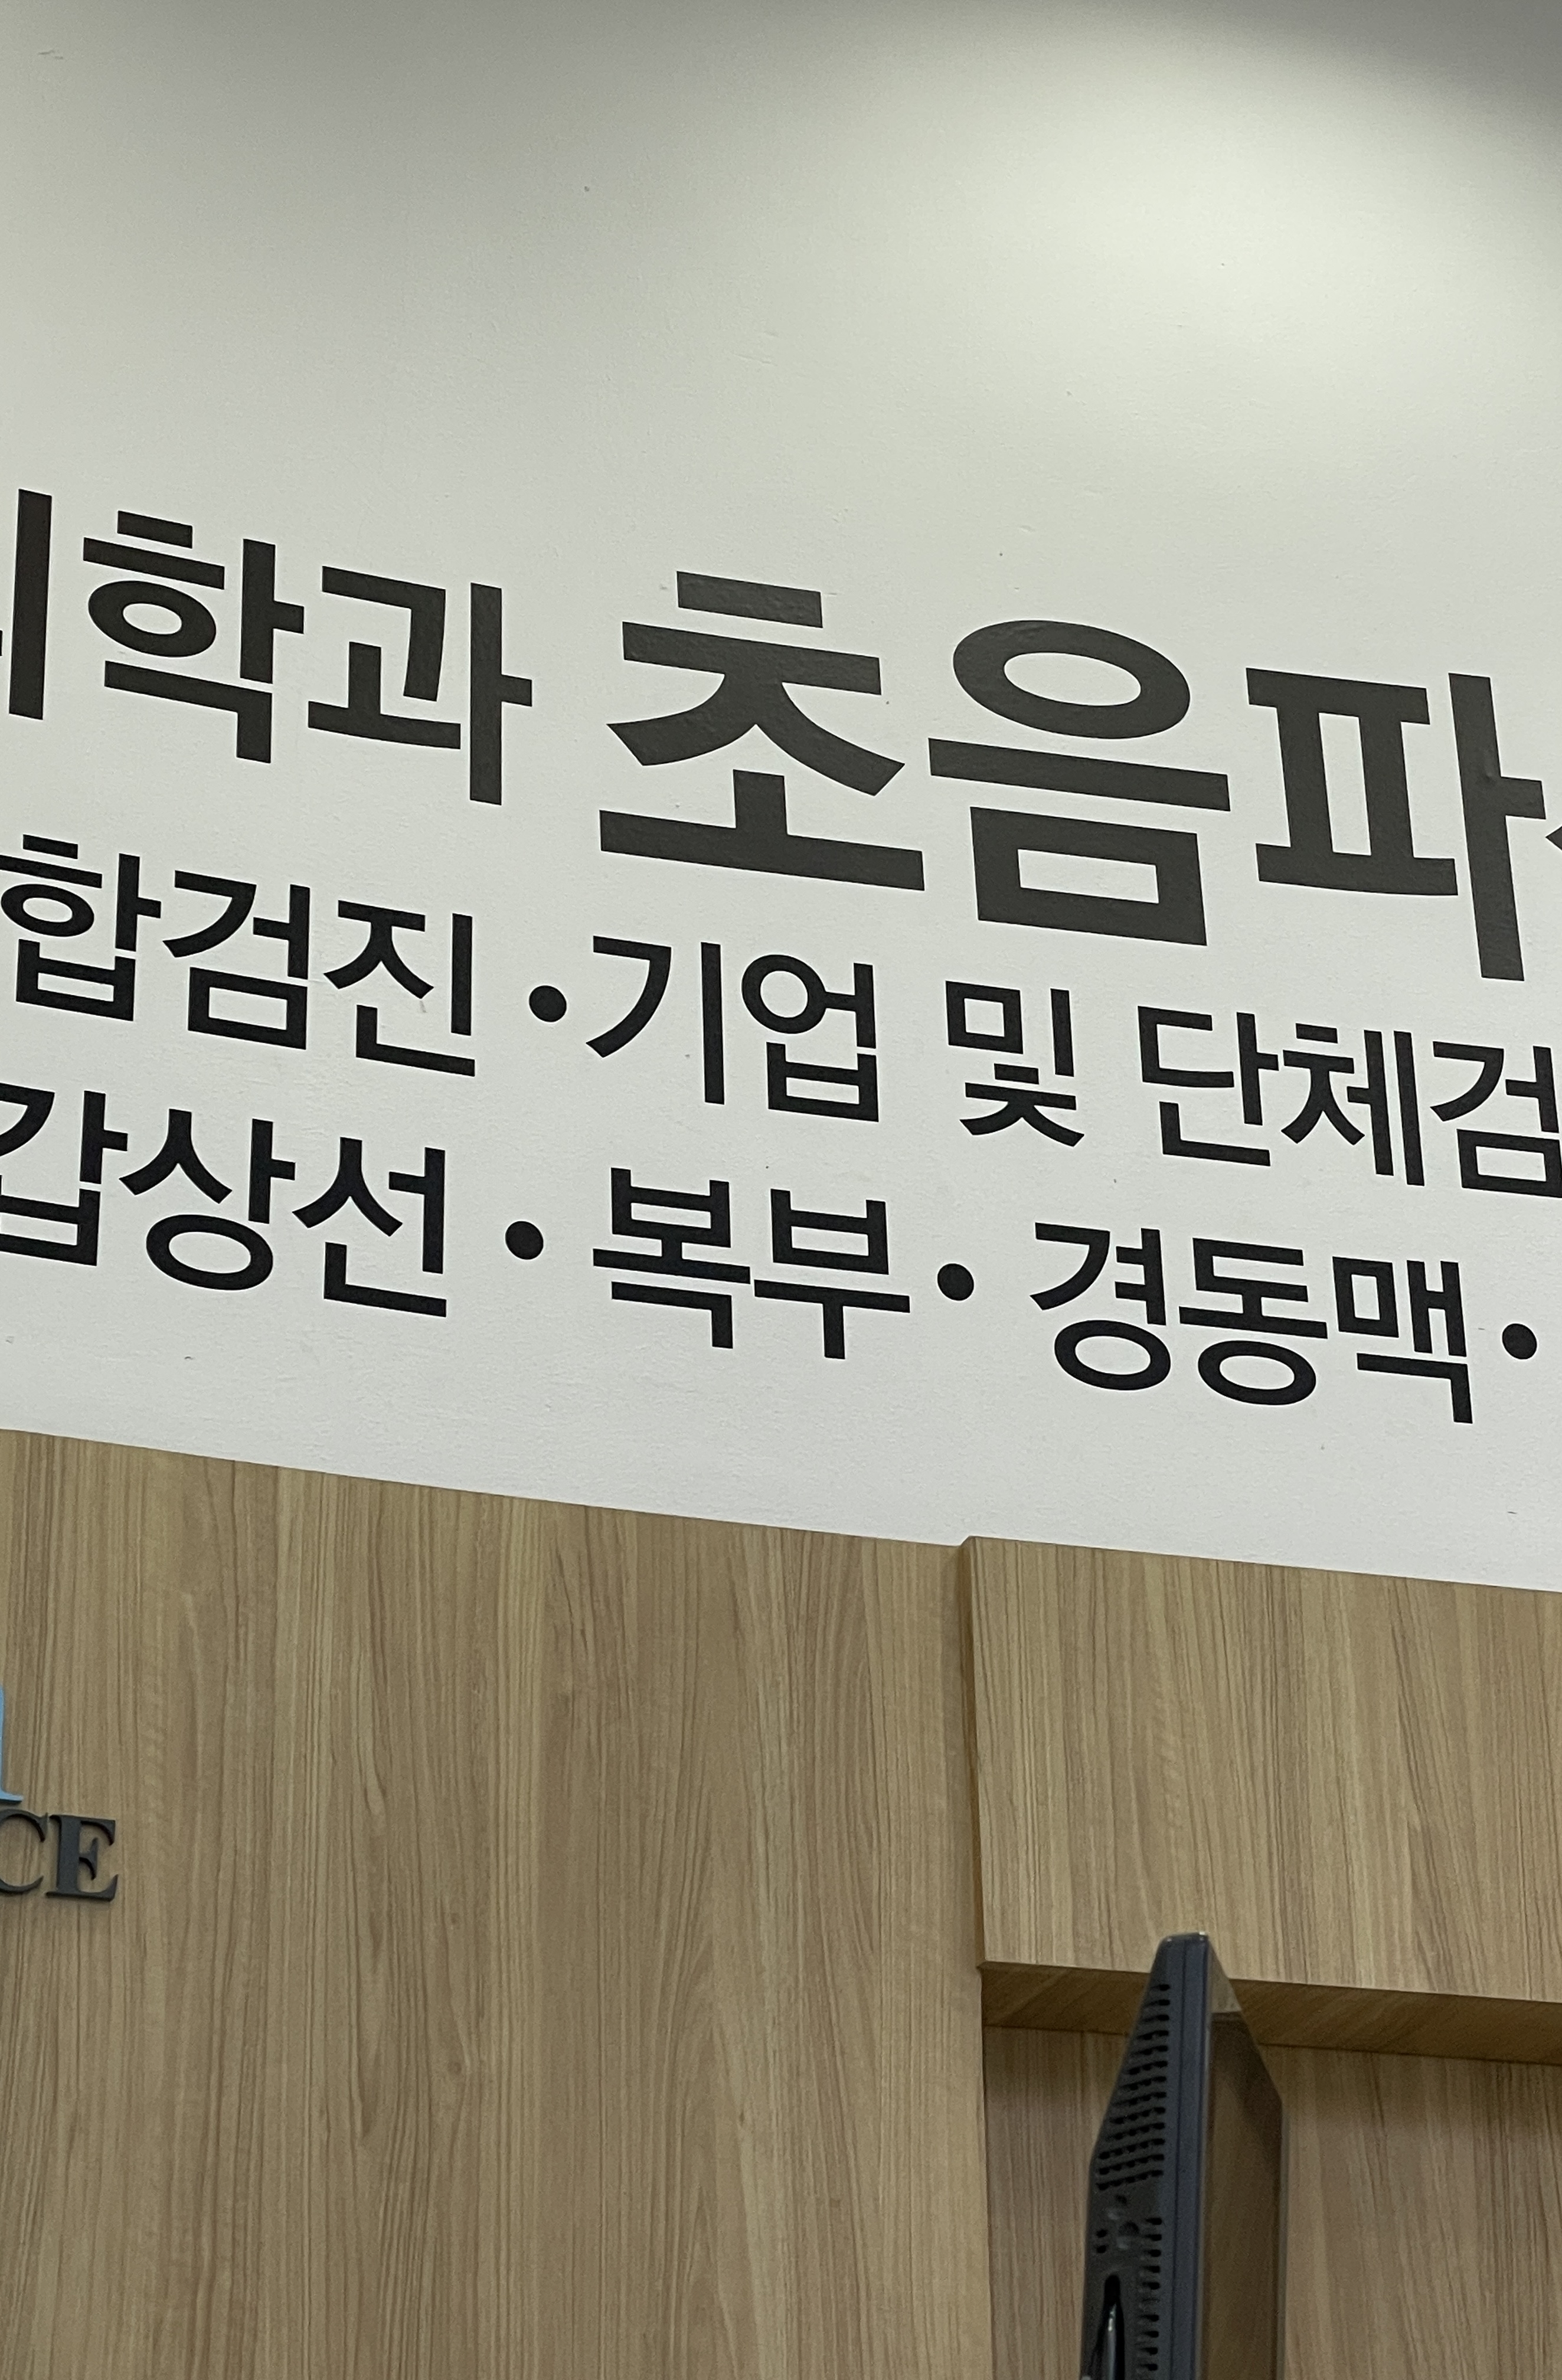 학과 초음파
합검진 • 기업 및 단체검
갑상선 • 복부 • 경동맥 •
CE